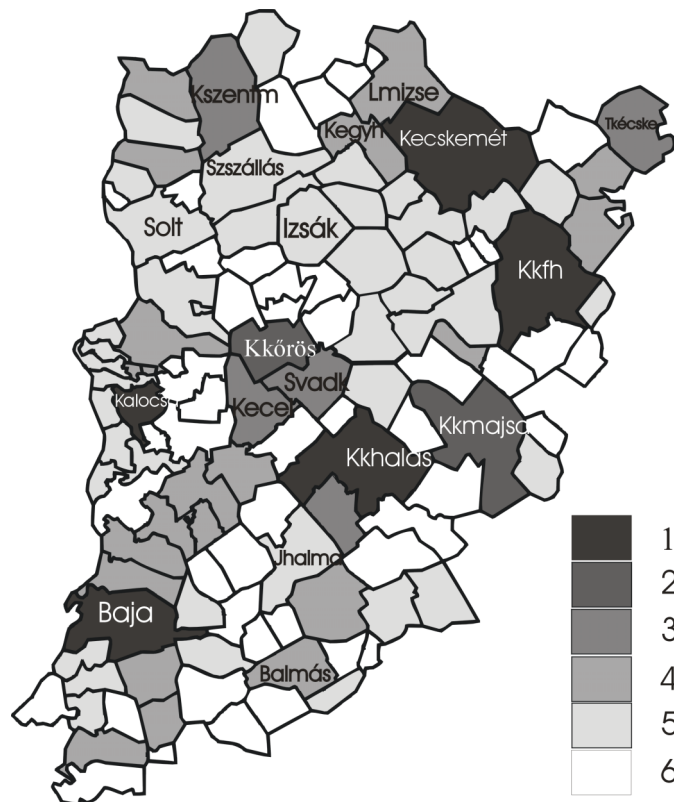 Kszentm
Lmizse
Kegyh
Kecskemét
Tkécske
Szszállás
Solt
Izsák
Kkfh
Kkőrös
Svadk
Kalocs
Kecel
Kkmajsa
Kkhalas
Jhalma
Baja
Balmás
1
2
3
4
5
6